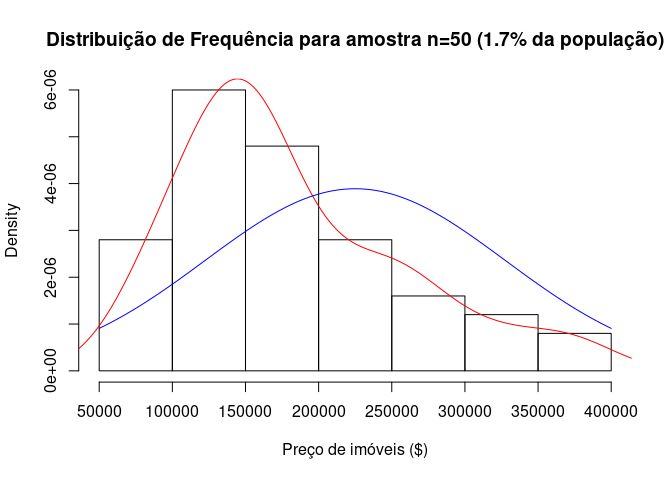 Distribuição de Frequência para amostra n=50 (1.7% da população)
6e-06
4e-06
2e-06
0e+00
Density
50000 100000 150000 200000 250000 300000 350000 400000
Preço de imóveis ($)